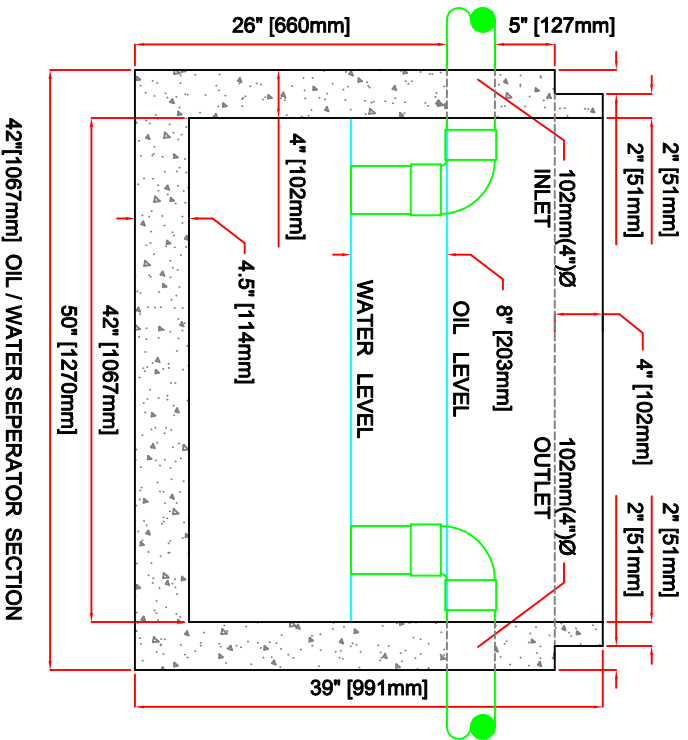 26" [660mm]
5" [127mm]
2" [51mm]
2" [51mm]
4" [102mm]
102mm(4")Ø
INLET
4" [102mm]
8" [203mm]
OIL LEVEL
WATER LEVEL
4.5" [114mm]
102mm(4")Ø
OUTLET
2" [51mm]
2" [51mm]
39" [991mm]
42" [1067mm]
50" [1270mm]
42"[1067mm] OIL / WATER SEPERATOR SECTION